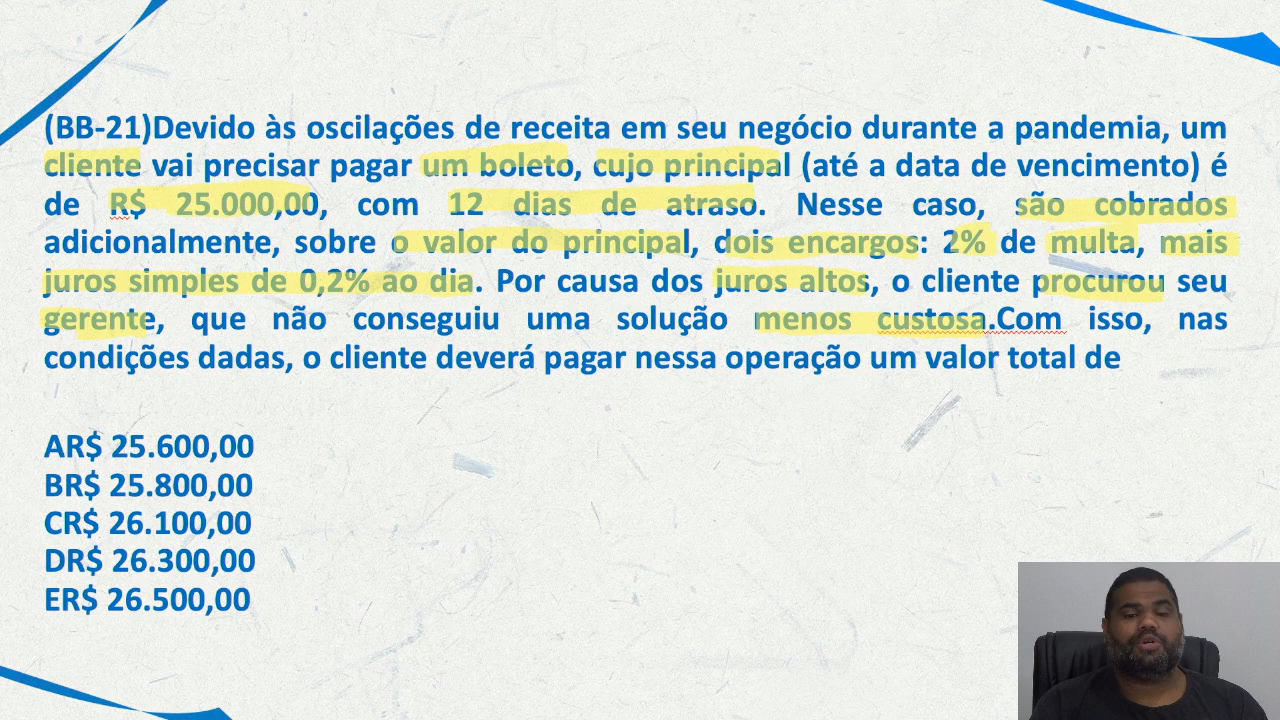 (BB-21)Devido às oscilações de receita em seu negócio durante a pandemia, um
cliente vai precisar pagar um boleto, cujo principal (até a data de vencimento) é
de R$ 25.000,00, com 12 dias de atraso. Nesse caso, são cobrados
adicionalmente, sobre o valor do principal, dois encargos: 2% de multa, mais
juros simples de 0,2% ao dia. Por causa dos juros altos, o cliente procurou seu
gerente, que não conseguiu uma solução menos custosa.Com isso, nas
condições dadas, o cliente deverá pagar nessa operação um valor total de
AR$ 25.600,00
BR$ 25.800,00
CR$ 26.100,00
DR$ 26.300,00
ER$ 26.500,00